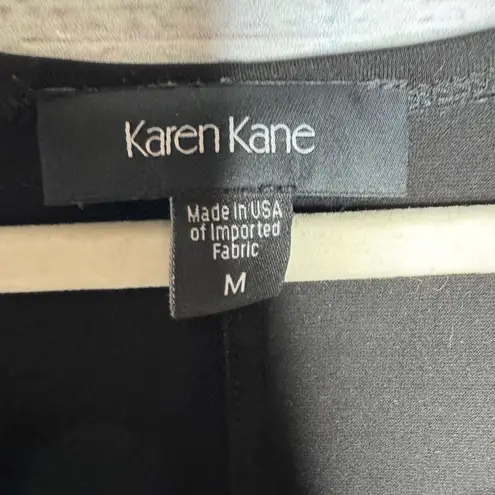 Karen Kane
Made in USA
of Imported
Fabric
M